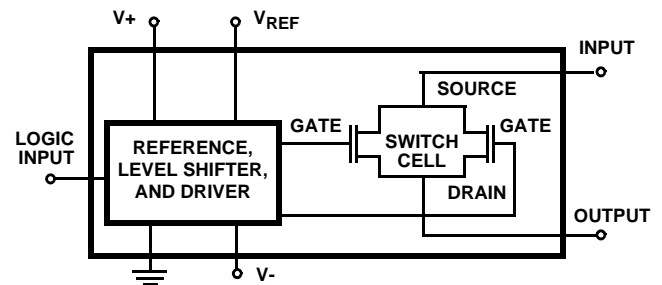 V+
VREF
INPUT
SOURCE
LOGIC
INPUT
REFERENCE,
LEVEL SHIFTER,
AND DRIVER
GATE
SWITCH
CELL
GATE
DRAIN
OUTPUT
V-